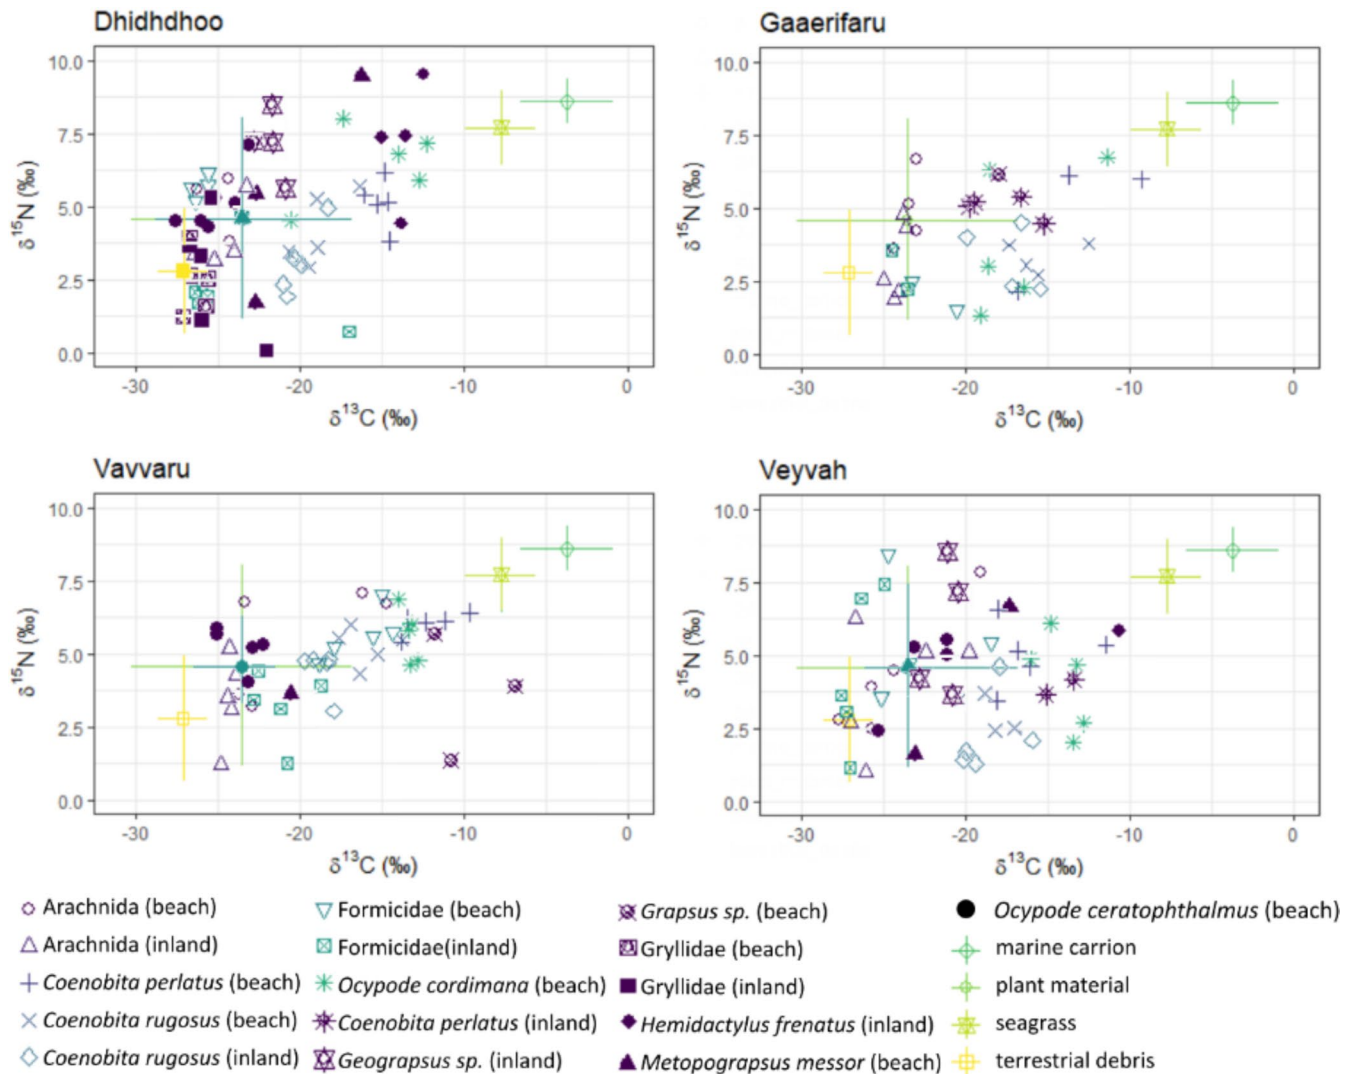 Dhidhdhoo
Gaaerifaru
10.0
7.5
5.0
2.5
0.0
δ15N (‰)
-30
-20
-10
0
δ13C (‰)
10.0
7.5
5.0
2.5
0.0
δ15N (‰)
-30
-20
-10
0
δ13C (‰)
Vavvaru
Veyvah
10.0
7.5
5.0
2.5
0.0
δ15N (‰)
-30
-20
-10
0
δ13C (‰)
10.0
7.5
5.0
2.5
0.0
δ15N (‰)
-30
-20
-10
0
δ13C (‰)
Arachnida (beach)
Arachnida (inland)
Coenobita perlatus (beach)
Coenobita rugosus (beach)
Coenobita rugosus (inland)
Formicidae (beach)
Formicidae(inland)
Ocypode cordimana (beach)
Coenobita perlatus (inland)
Geograpsus sp. (inland)
Grapsus sp. (beach)
Gryllidae (beach)
Gryllidae (inland)
Hemidactylus frenatus (inland)
Metopograpsus messor (beach)
Ocypode ceratophthalmus (beach)
marine carrion
plant material
seagrass
terrestrial debris